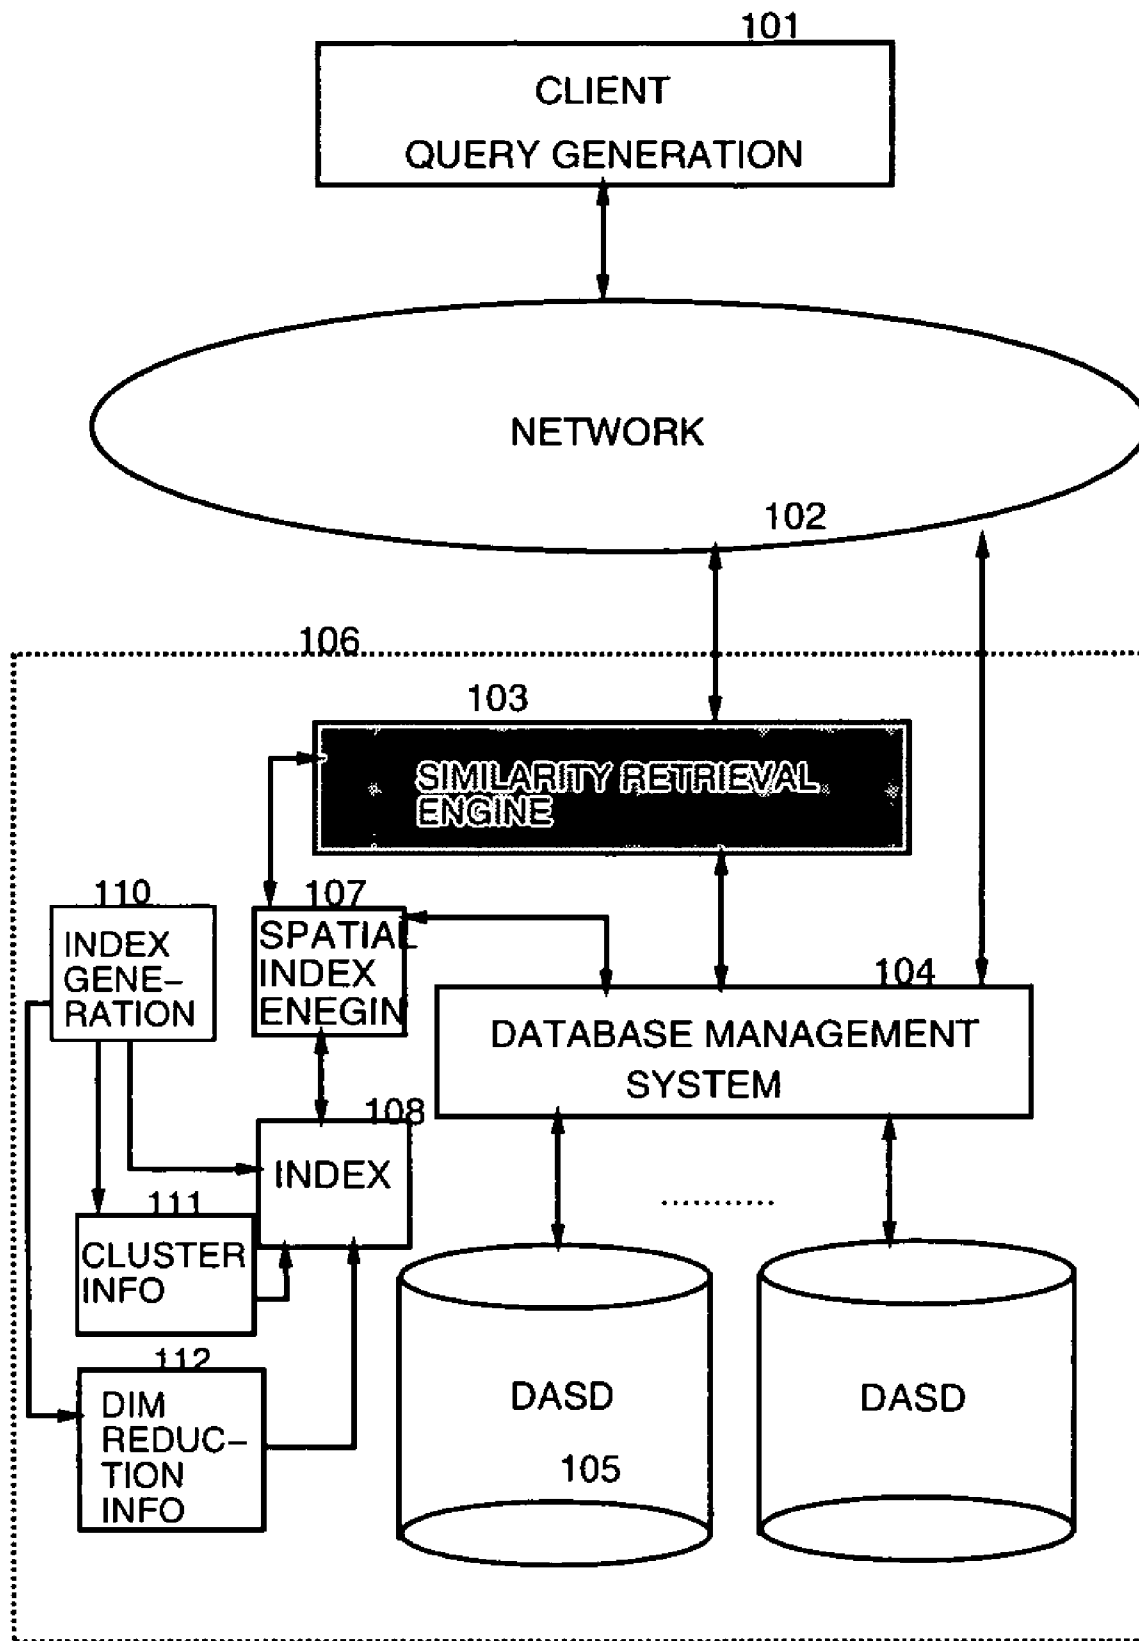 101
CLIENT
QUERY GENERATION
NETWORK
102
106
103
SIMILARITY RETRIEVAL
ENGINE
110
INDEX
GENE-
RATION
107
SPATIAL
INDEX
ENEGIN
104
DATABASE MANAGEMENT
SYSTEM
108
INDEX
111
CLUSTER
INFO
112
DIM
REDUC-
TION
INFO
..........
DASD
105
DASD